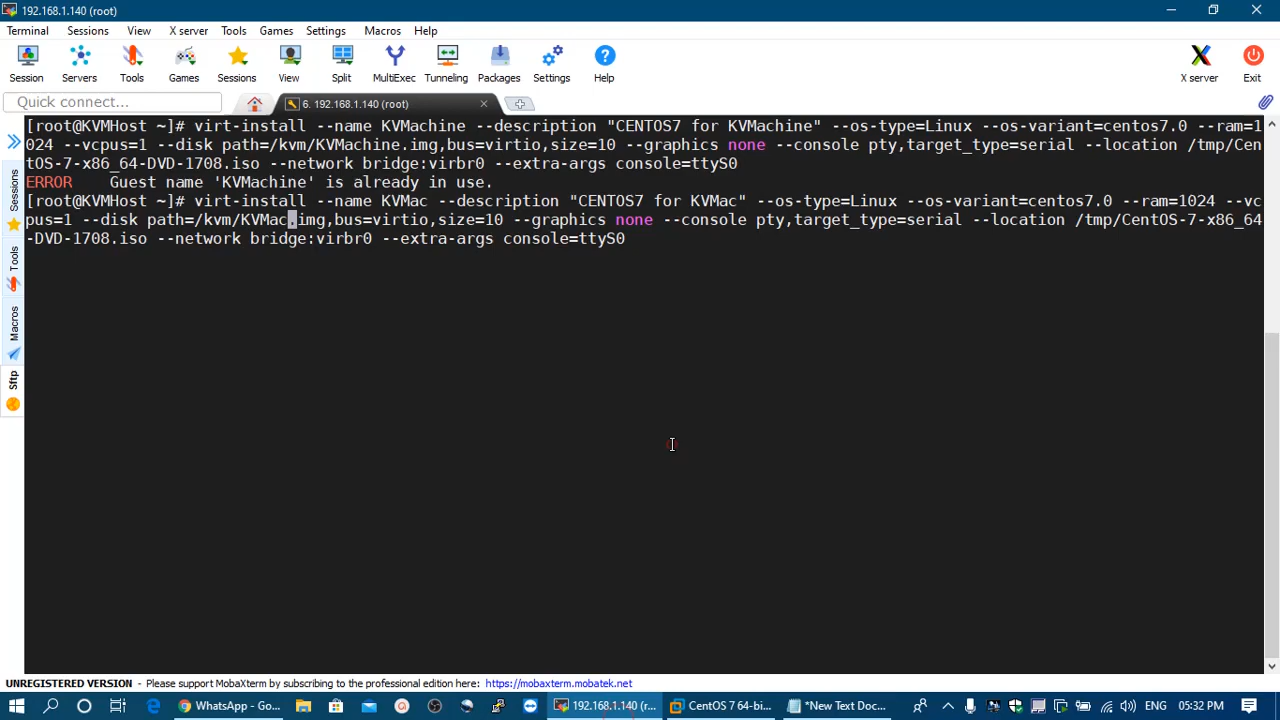 192.168.1.140 (root)
Terminal Sessions View X server Tools Games Settings Macros Help
Session Servers Tools Games Sessions View Split MultiExec Tunneling Packages Settings Help X server Exit
Quick connect... 6. 192.168.1.140 (root)
[root@KVMHost ~]# virt-install --name KVMachine --description "CENTOS7 for KVMachine" --os-type=Linux --os-variant=centos7.0 --ram=1
024 --vcpus=1 --disk path=/kvm/KVMachine.img,bus=virtio,size=10 --graphics none --console pty,target_type=serial --location /tmp/Cen
tOS-7-x86_64-DVD-1708.iso --network bridge:virbr0 --extra-args console=ttyS0
ERROR    Guest name 'KVMachine' is already in use.
[root@KVMHost ~]# virt-install --name KVMac --description "CENTOS7 for KVMac" --os-type=Linux --os-variant=centos7.0 --ram=1024 --vc
pus=1 --disk path=/kvm/KVMac.img,bus=virtio,size=10 --graphics none --console pty,target_type=serial --location /tmp/CentOS-7-x86_64
-DVD-1708.iso --network bridge:virbr0 --extra-args console=ttyS0
Sessions
Tools
Macros
Sftp
UNREGISTERED VERSION - Please support MobaXterm by subscribing to the professional edition here: https://mobaxterm.mobatek.net
WhatsApp - Go... 192.168.1.140 (r... CentOS 7 64-bi... *New Text Doc... ENG 05:32 PM